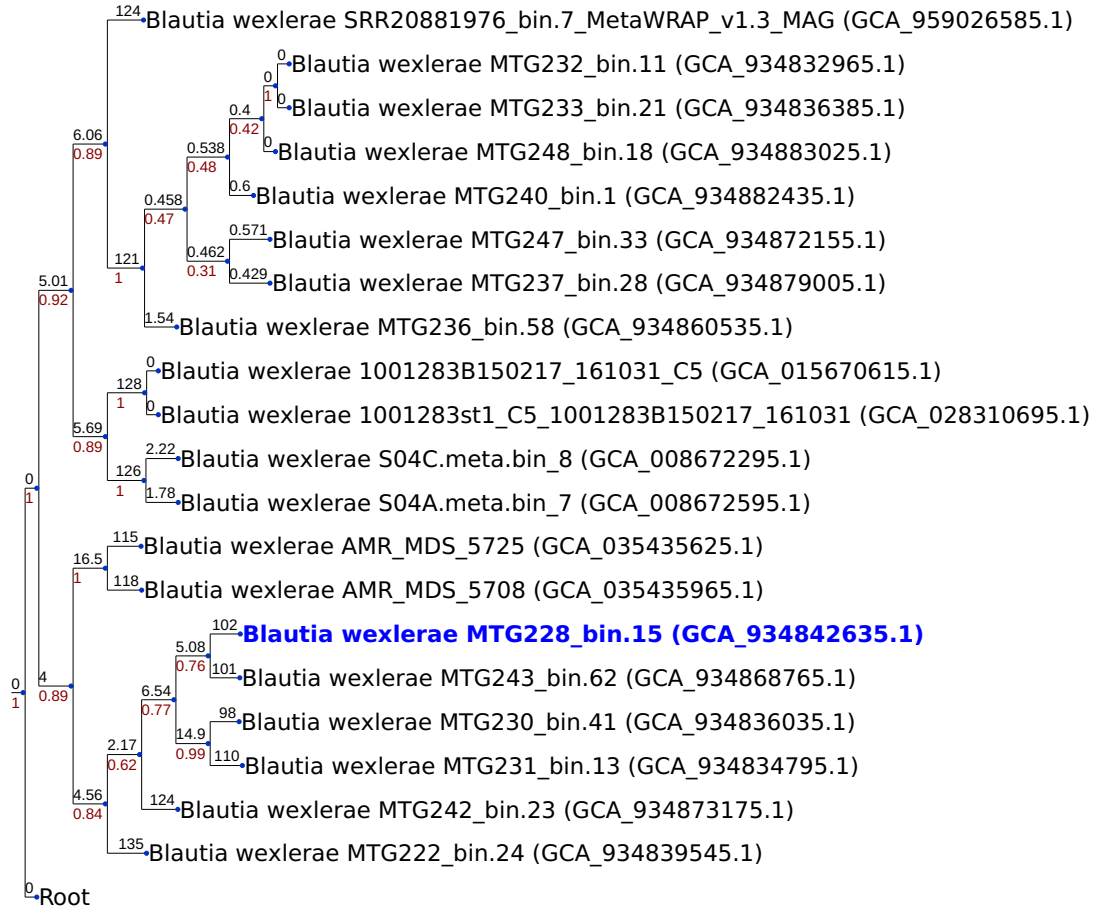 124 Blautia wexlerae SRR20881976_bin.7_MetaWRAP_v1.3_MAG (GCA_959026585.1)
0 Blautia wexlerae MTG232_bin.11 (GCA_934832965.1)
0
1
0 Blautia wexlerae MTG233_bin.21 (GCA_934836385.1)
0.4
0.42
6.06
0.89
0 Blautia wexlerae MTG248_bin.18 (GCA_934883025.1)
0.538
0.48
0.6 Blautia wexlerae MTG240_bin.1 (GCA_934882435.1)
0.458
0.47
0.571 Blautia wexlerae MTG247_bin.33 (GCA_934872155.1)
0.462
0.31
121
1
0.429 Blautia wexlerae MTG237_bin.28 (GCA_934879005.1)
5.01
0.92
1.54 Blautia wexlerae MTG236_bin.58 (GCA_934860535.1)
0 Blautia wexlerae 1001283B150217_161031_C5 (GCA_015670615.1)
128
1
0 Blautia wexlerae 1001283st1_C5_1001283B150217_161031 (GCA_028310695.1)
5.69
0.89
2.22 Blautia wexlerae S04C.meta.bin_8 (GCA_008672295.1)
126
1
0
1
1.78 Blautia wexlerae S04A.meta.bin_7 (GCA_008672595.1)
115 Blautia wexlerae AMR_MDS_5725 (GCA_035435625.1)
16.5
1
118 Blautia wexlerae AMR_MDS_5708 (GCA_035435965.1)
102 Blautia wexlerae MTG228_bin.15 (GCA_934842635.1)
5.08
0.76
101 Blautia wexlerae MTG243_bin.62 (GCA_934868765.1)
4
0.89
0
1
6.54
0.77
98 Blautia wexlerae MTG230_bin.41 (GCA_934836035.1)
14.9
0.99
2.17
0.62
110 Blautia wexlerae MTG231_bin.13 (GCA_934834795.1)
4.56
0.84
124 Blautia wexlerae MTG242_bin.23 (GCA_934873175.1)
135 Blautia wexlerae MTG222_bin.24 (GCA_934839545.1)
0 Root